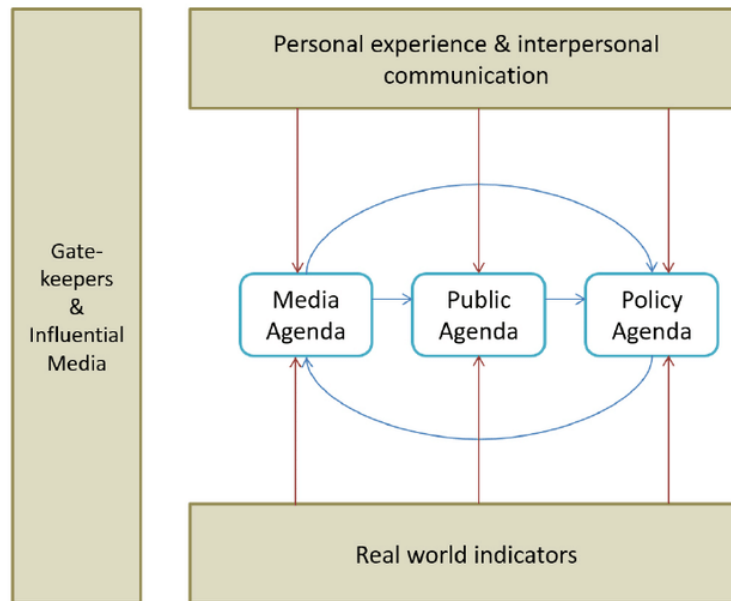 Personal experience & interpersonal
communication
Gate-
keepers
&
Influential
Media
Media
Agenda
Public
Agenda
Policy
Agenda
Real world indicators